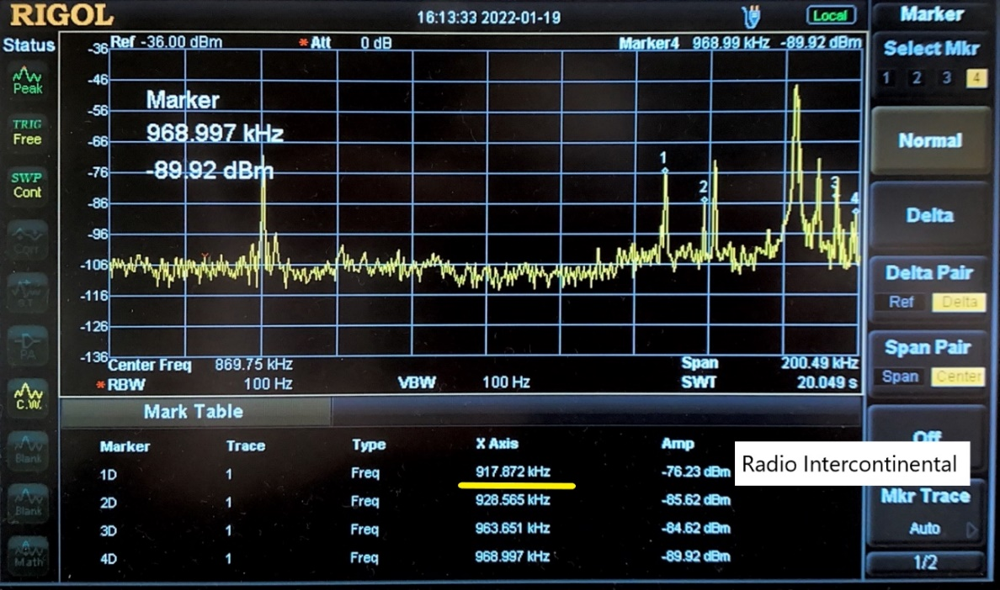 RIGOL
16:13:33 2022-01-19
Local
Status
Peak
TRIG
Free
SWP
Cont
PA
C.W.
Blank
Blank
Math
Ref -36.00 dBm
*Att 0 dB
Marker4 968.99 kHz -89.92 dBm
-36
-46
-56
-66
-76
-86
-96
-106
-116
-126
-136
Marker
968.997 kHz
-89.92 dBm
1
2
3
4
Center Freq 869.75 kHz
Span 200.49 kHz
*RBW 100 Hz
VBW 100 Hz
SWT 20.049 s
Mark Table
Marker Trace Type X Axis Amp
1D 1 Freq 917.872 kHz -76.23 dBm
2D 1 Freq 928.565 kHz -85.62 dBm
3D 1 Freq 963.651 kHz -84.62 dBm
4D 1 Freq 968.997 kHz -89.92 dBm
Radio Intercontinental
Marker
Select Mkr
1 2 3 4
Normal
Delta
Delta Pair
Ref Delta
Span Pair
Span Center
Off
Mkr Trace
Auto
1/2